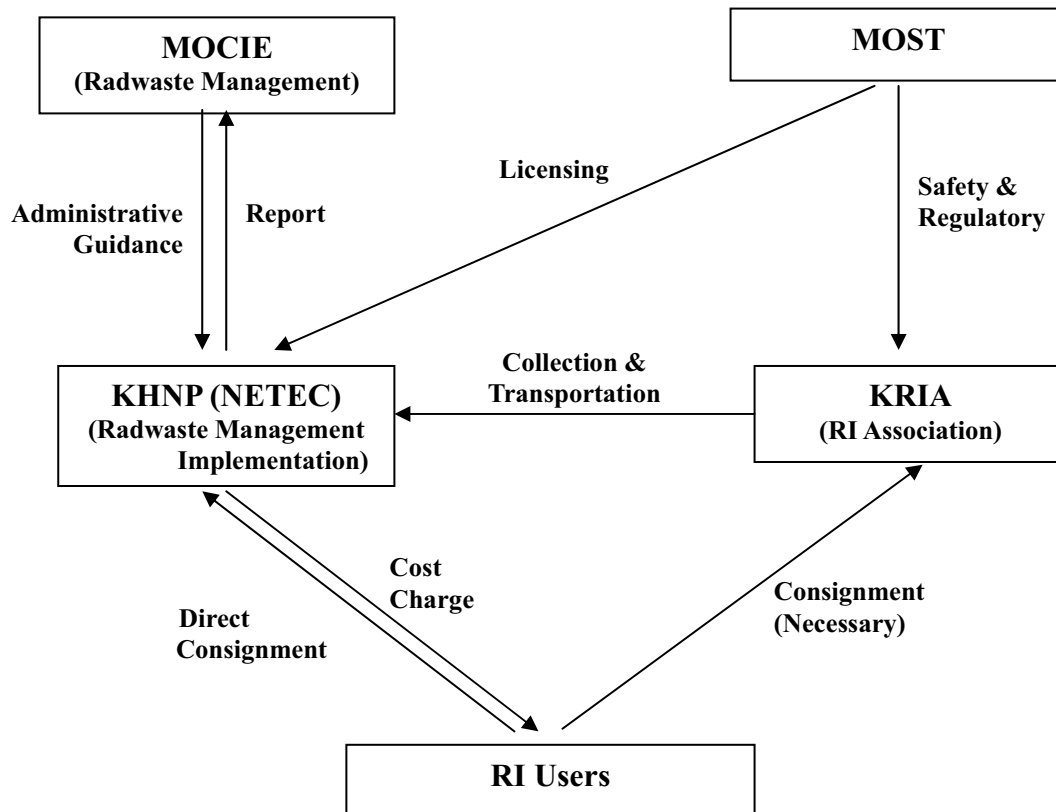 MOCIE
(Radwaste Management)
MOST
Licensing
Safety &
Regulatory
Administrative
Guidance
Report
KHNP (NETEC)
(Radwaste Management
Implementation)
Collection &
Transportation
KRIA
(RI Association)
Cost
Charge
Direct
Consignment
Consignment
(Necessary)
RI Users